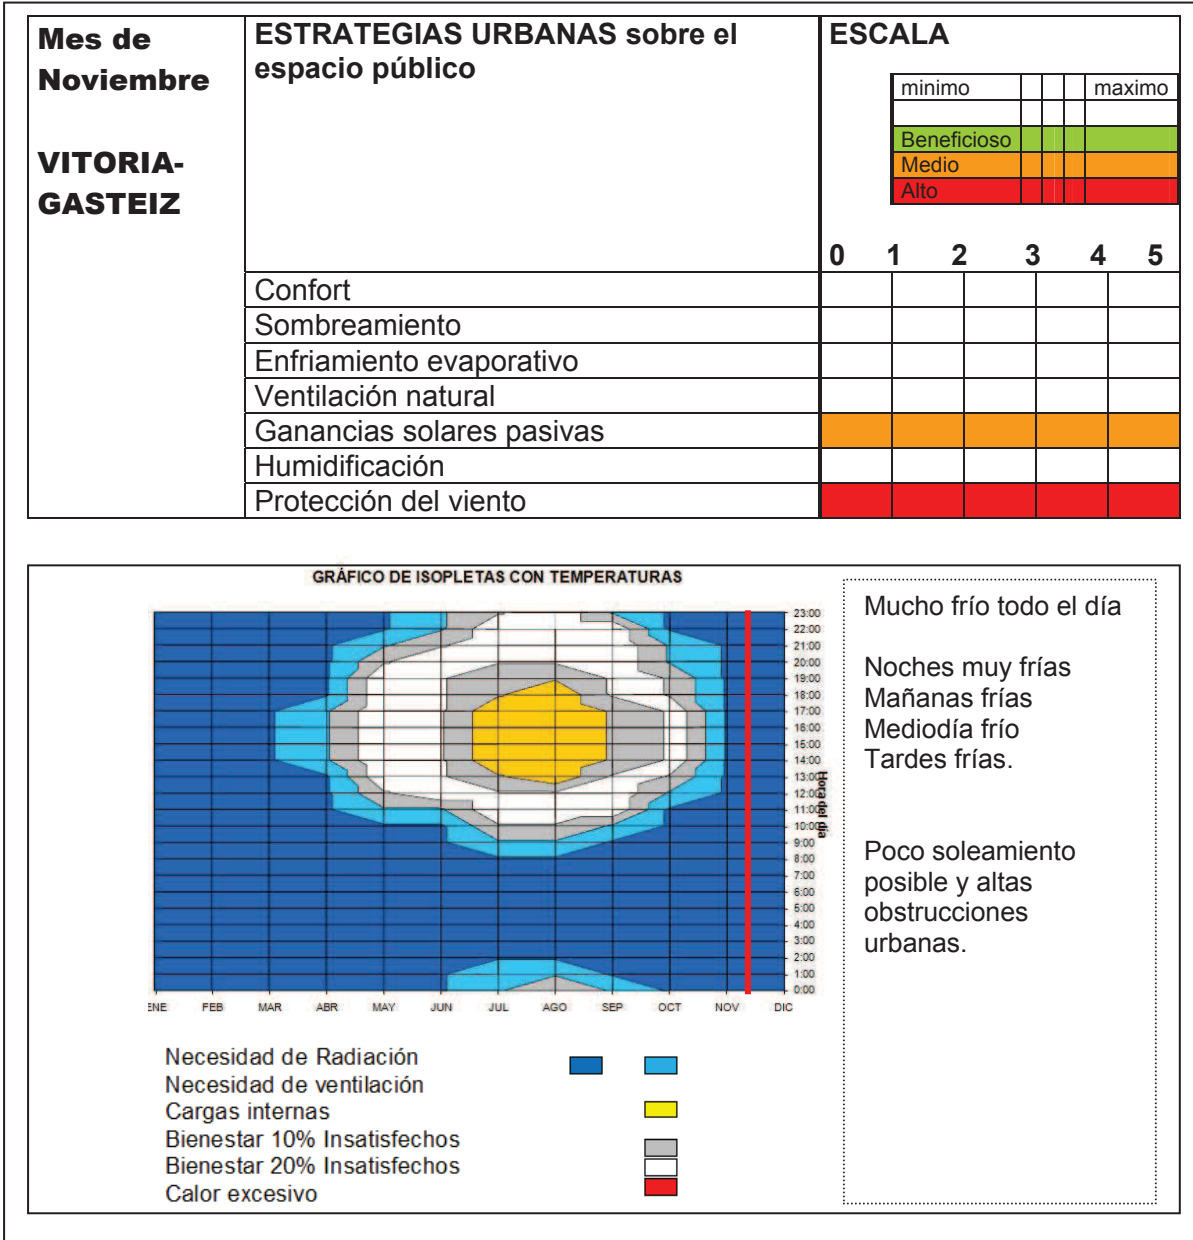 Mes de
Noviembre
VITORIA-
GASTEIZ
ESTRATEGIAS URBANAS sobre el
espacio público
ESCALA
minimo maximo
Beneficioso
Medio
Alto
0 1 2 3 4 5
Confort
Sombreamiento
Enfriamiento evaporativo
Ventilación natural
Ganancias solares pasivas
Humidificación
Protección del viento
GRÁFICO DE ISOPLETAS CON TEMPERATURAS
23:00
22:00
21:00
20:00
19:00
18:00
17:00
16:00
15:00
14:00
13:00
12:00
11:00
10:00
9:00
8:00
7:00
6:00
5:00
4:00
3:00
2:00
1:00
0:00
Hora del día
ENE FEB MAR ABR MAY JUN JUL AGO SEP OCT NOV DIC
Necesidad de Radiación
Necesidad de ventilación
Cargas internas
Bienestar 10% Insatisfechos
Bienestar 20% Insatisfechos
Calor excesivo
Mucho frío todo el día
Noches muy frías
Mañanas frías
Mediodía frío
Tardes frías.
Poco soleamiento
posible y altas
obstrucciones
urbanas.